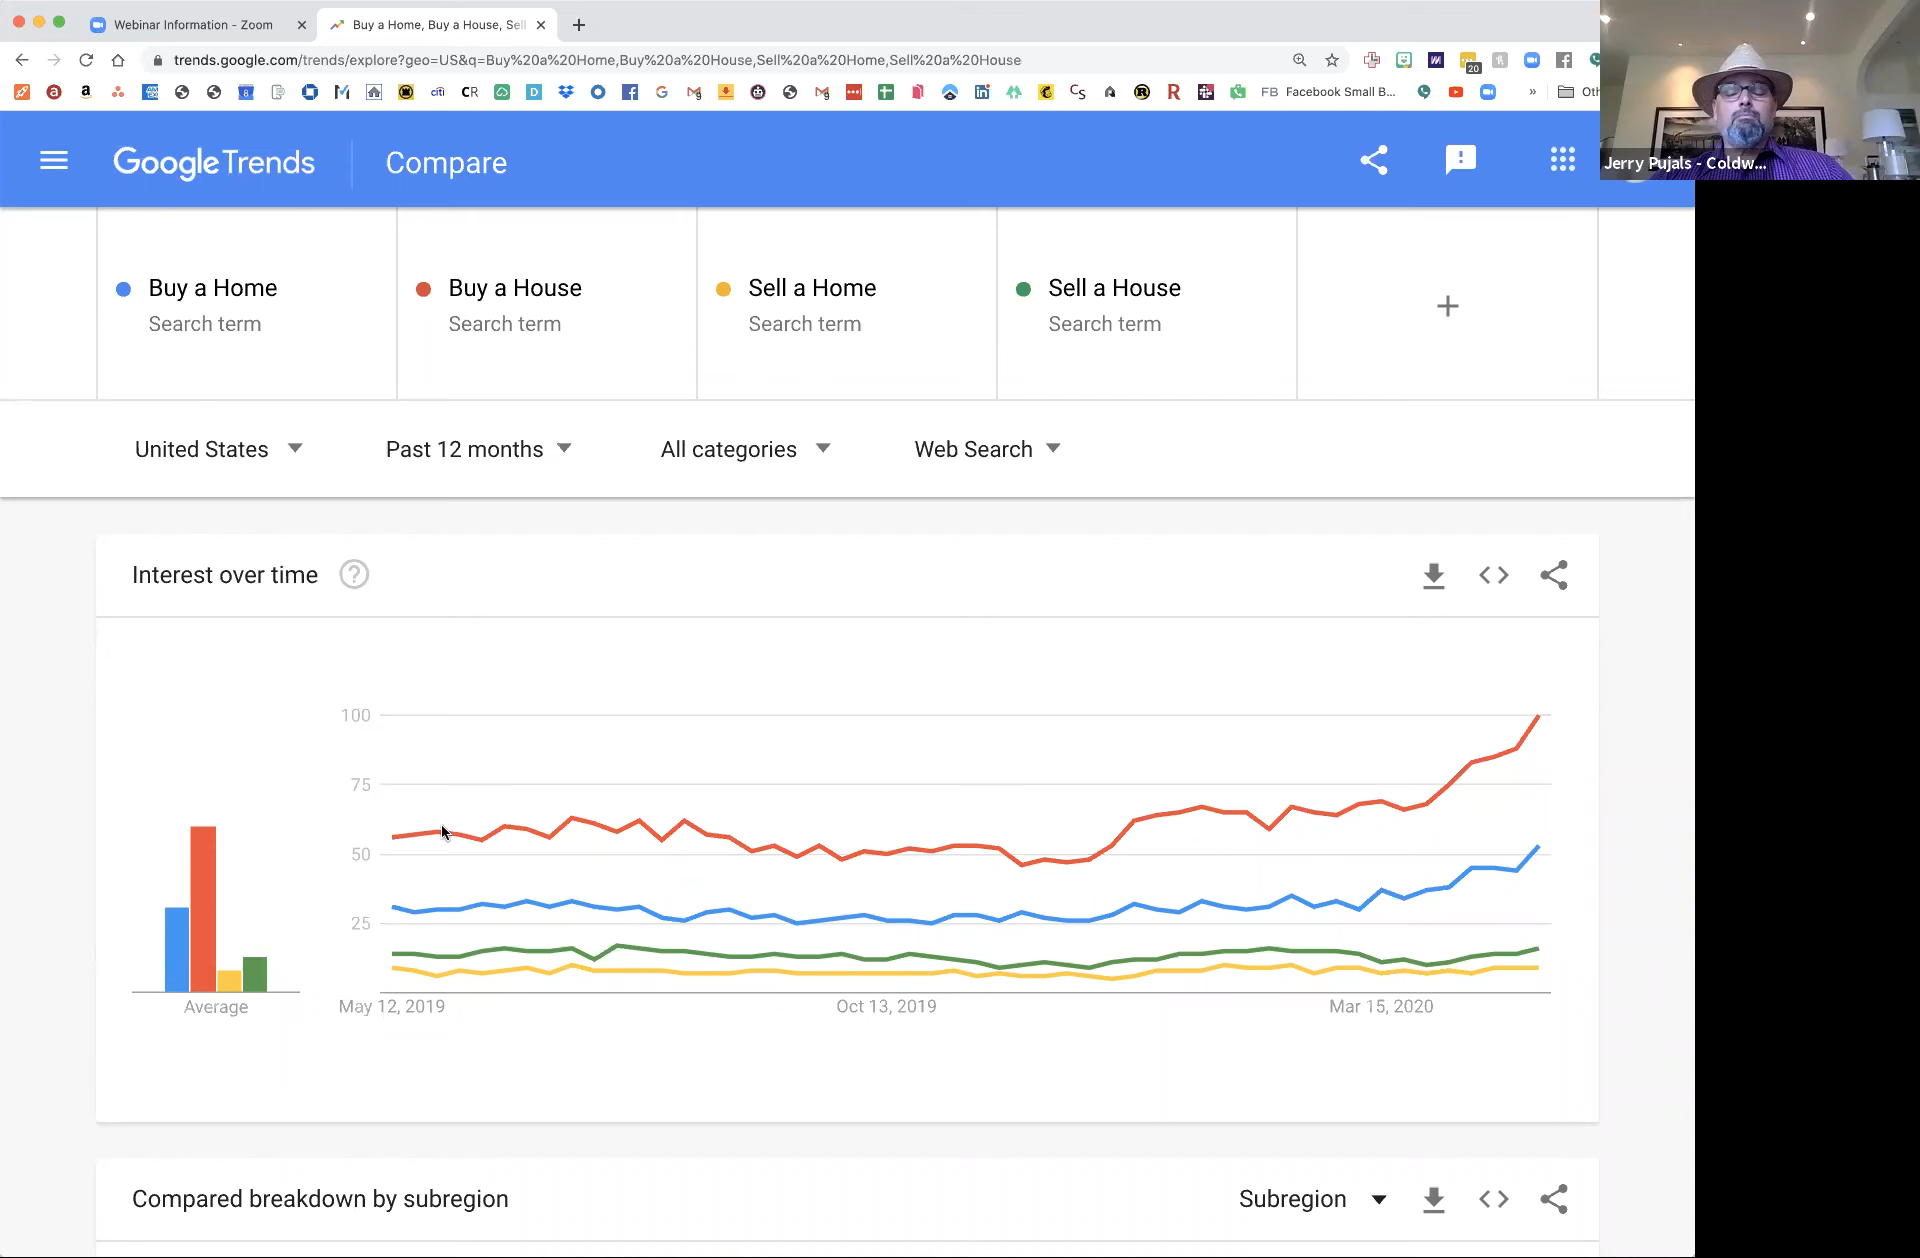 Webinar Information - Zoom
Buy a Home, Buy a House, Sell
trends.google.com/trends/explore?geo=US&q=Buy%20a%20Home,Buy%20a%20House,Sell%20a%20Home,Sell%20a%20House
20
citi
CR
FB Facebook Small B...
»
Oth
Jerry Pujals - Coldw...
Google Trends
Compare
Buy a Home
Search term
Buy a House
Search term
Sell a Home
Search term
Sell a House
Search term
+
United States
Past 12 months
All categories
Web Search
Interest over time
?
100
75
50
25
Average
May 12, 2019
Oct 13, 2019
Mar 15, 2020
Compared breakdown by subregion
Subregion